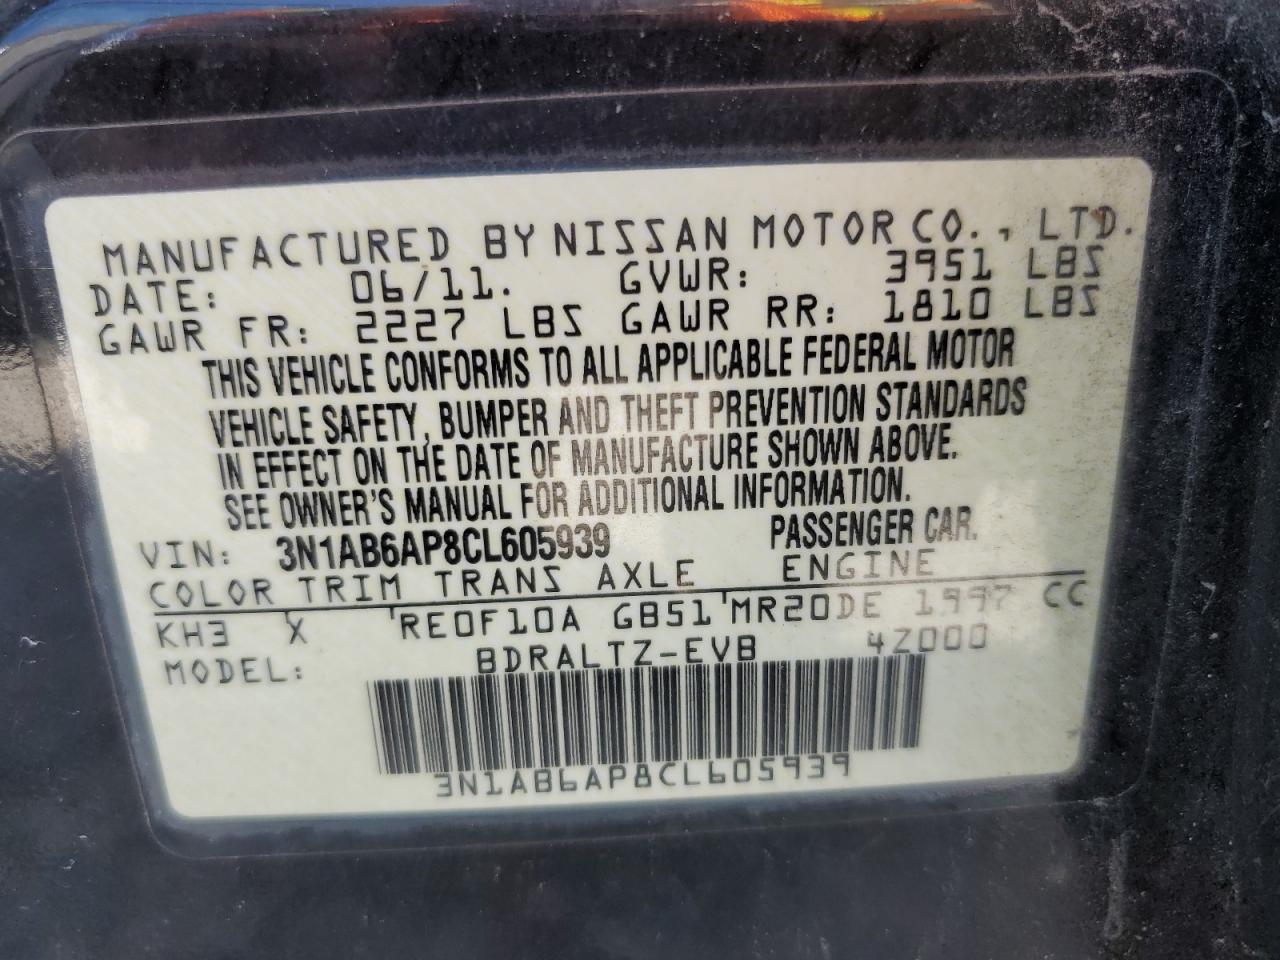 MANUFACTURED BY NISSAN MOTOR CO., LTD.
DATE: 06/11. GVWR: 3951 LBS
GAWR FR: 2227 LBS GAWR RR: 1810 LBS
THIS VEHICLE CONFORMS TO ALL APPLICABLE FEDERAL MOTOR
VEHICLE SAFETY, BUMPER AND THEFT PREVENTION STANDARDS
IN EFFECT ON THE DATE OF MANUFACTURE SHOWN ABOVE.
SEE OWNER'S MANUAL FOR ADDITIONAL INFORMATION.
VIN: 3N1AB6AP8CL605939 PASSENGER CAR.
COLOR TRIM TRANS AXLE ENGINE
KH3 X RE0F10A GB51 MR20DE 1997 CC
MODEL: BDRALTZ-EVB 4Z000
3N1AB6AP8CL605939